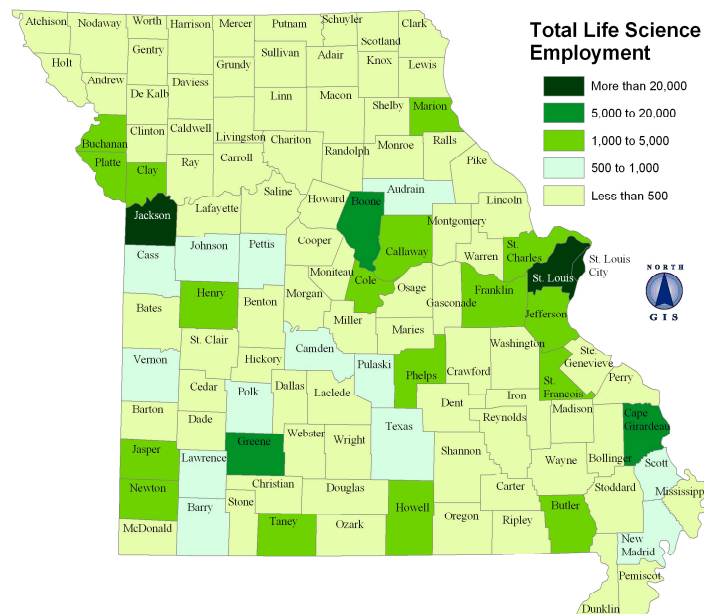 Total Life Science
Employment
More than 20,000
5,000 to 20,000
1,000 to 5,000
500 to 1,000
Less than 500
Atchison
Nodaway
Worth
Harrison
Mercer
Putnam
Schuyler
Scotland
Clark
Gentry
Sullivan
Adair
Knox
Lewis
Holt
Andrew
De Kalb
Daviess
Grundy
Linn
Macon
Shelby
Marion
Buchanan
Clinton
Caldwell
Livingston
Chariton
Randolph
Monroe
Ralls
Platte
Clay
Ray
Carroll
Pike
Saline
Howard
Boone
Audrain
Lincoln
Jackson
Lafayette
Cooper
Callaway
Montgomery
Warren
St.
Charles
St. Louis
St. Louis
City
Cass
Johnson
Pettis
Moniteau
Cole
Osage
Gasconade
Franklin
Jefferson
NORTH
GIS
Bates
Henry
Benton
Morgan
Miller
Maries
Washington
Ste.
Genevieve
St. Clair
Hickory
Camden
Pulaski
Phelps
Crawford
St.
Francois
Perry
Vernon
Cedar
Polk
Dallas
Laclede
Dent
Iron
Madison
Cape
Girardeau
Barton
Dade
Greene
Webster
Wright
Texas
Reynolds
Bollinger
Scott
Jasper
Lawrence
Shannon
Wayne
Mississipp
Newton
Christian
Douglas
Howell
Carter
Stoddard
McDonald
Barry
Stone
Taney
Ozark
Oregon
Ripley
Butler
New
Madrid
Pemiscot
Dunklin